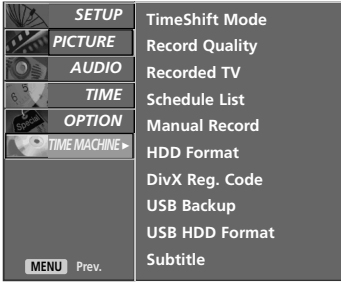 SETUP
PICTURE
AUDIO
TIME
OPTION
TIME MACHINE ►
MENU Prev.
TimeShift Mode
Record Quality
Recorded TV
Schedule List
Manual Record
HDD Format
DivX Reg. Code
USB Backup
USB HDD Format
Subtitle